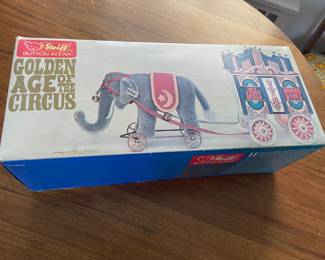 Steiff
BUTTON IN EAR
GOLDEN
AGE OF
THE
CIRCUS
Steiff